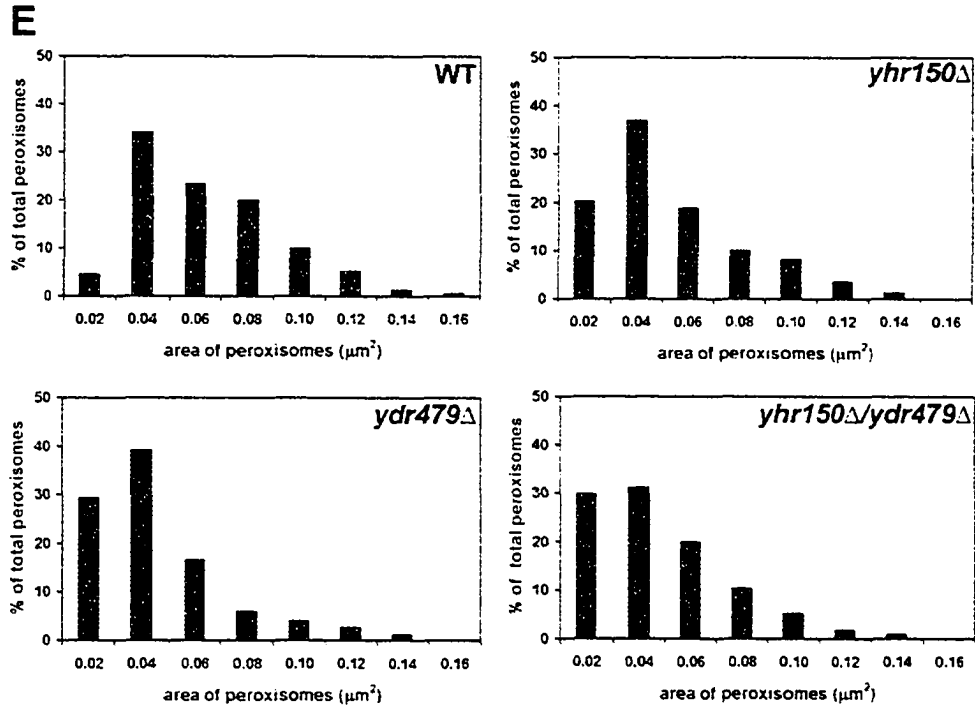 E
WT
% of total peroxisomes
50
40
30
20
10
0
0.02 0.04 0.06 0.08 0.10 0.12 0.14 0.16
area of peroxisomes (μm²)
yhr150Δ
% of total peroxisomes
50
40
30
20
10
0
0.02 0.04 0.06 0.08 0.10 0.12 0.14 0.16
area of peroxisomes (μm²)
ydr479Δ
% of total peroxisomes
50
40
30
20
10
0
0.02 0.04 0.06 0.08 0.10 0.12 0.14 0.16
area of peroxisomes (μm²)
yhr150Δ/ydr479Δ
% of total peroxisomes
50
40
30
20
10
0
0.02 0.04 0.06 0.08 0.10 0.12 0.14 0.16
area of peroxisomes (μm²)